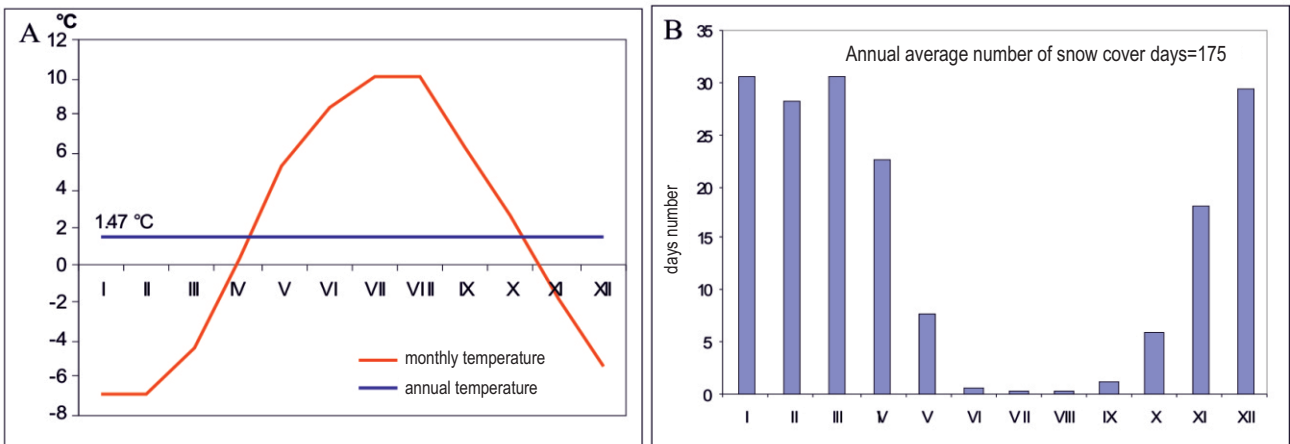 A
°C
12
10
8
6
4
2
0
-2
-4
-6
-8
1.47 °C
I II III IV V VI VII VIII IX X XI XII
monthly temperature
annual temperature
B
Annual average number of snow cover days=175
days number
35
30
25
20
15
10
5
0
I II III IV V VI VII VIII IX X XI XII